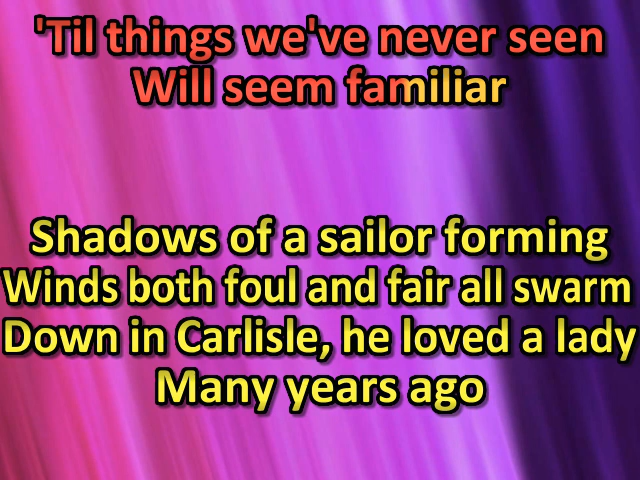 'Til things we've never seen
Will seem familiar
Shadows of a sailor forming
Winds both foul and fair all swarm
Down in Carlisle, he loved a lady
Many years ago